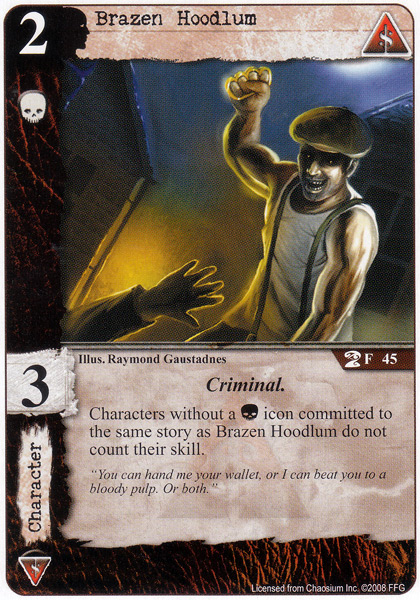 2
Brazen Hoodlum
Illus. Raymond Gaustadnes
F 45
3
Criminal.
Characters without a icon committed to
the same story as Brazen Hoodlum do not
count their skill.
“You can hand me your wallet, or I can beat you to a
bloody pulp. Or both.”
Character
Licensed from Chaosium Inc. ©2008 FFG